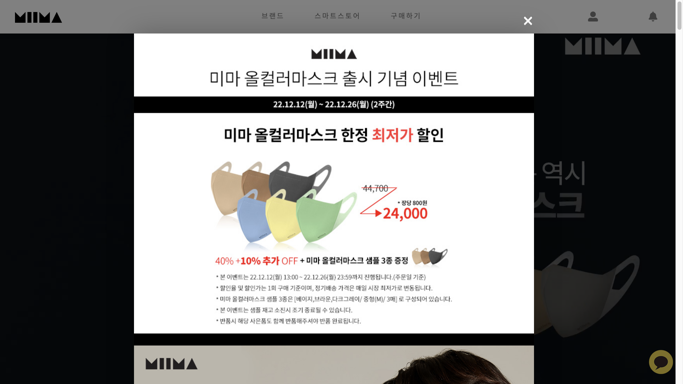 MIIMA
브랜드 스마트스토어 구매하기
MIIMA
MIIMA
미마 올컬러마스크 출시 기념 이벤트
22.12.12(월) ~ 22.12.26(월) (2주간)
미마 올컬러마스크 한정 최저가 할인
역시
스크
44,700
* 장당 800원
24,000
40% +10% 추가 OFF + 미마 올컬러마스크 샘플 3종 증정
* 본 이벤트는 22.12.12(월) 13:00 ~ 22.12.26(월) 23:59까지 진행됩니다.(주문일 기준)
* 할인율 및 할인가는 1회 구매 기준이며, 정기배송 가격은 매일 시장 최저가로 변동됩니다.
* 미마 올컬러마스크 샘플 3종은 [베이지,브라운,다크그레이/ 중형(M)/ 3매] 로 구성되어 있습니다.
* 본 이벤트는 샘플 재고 소진시 조기 종료될 수 있습니다.
* 반품시 해당 사은품도 함께 반품해주셔야 반품 완료됩니다.
MIIMA